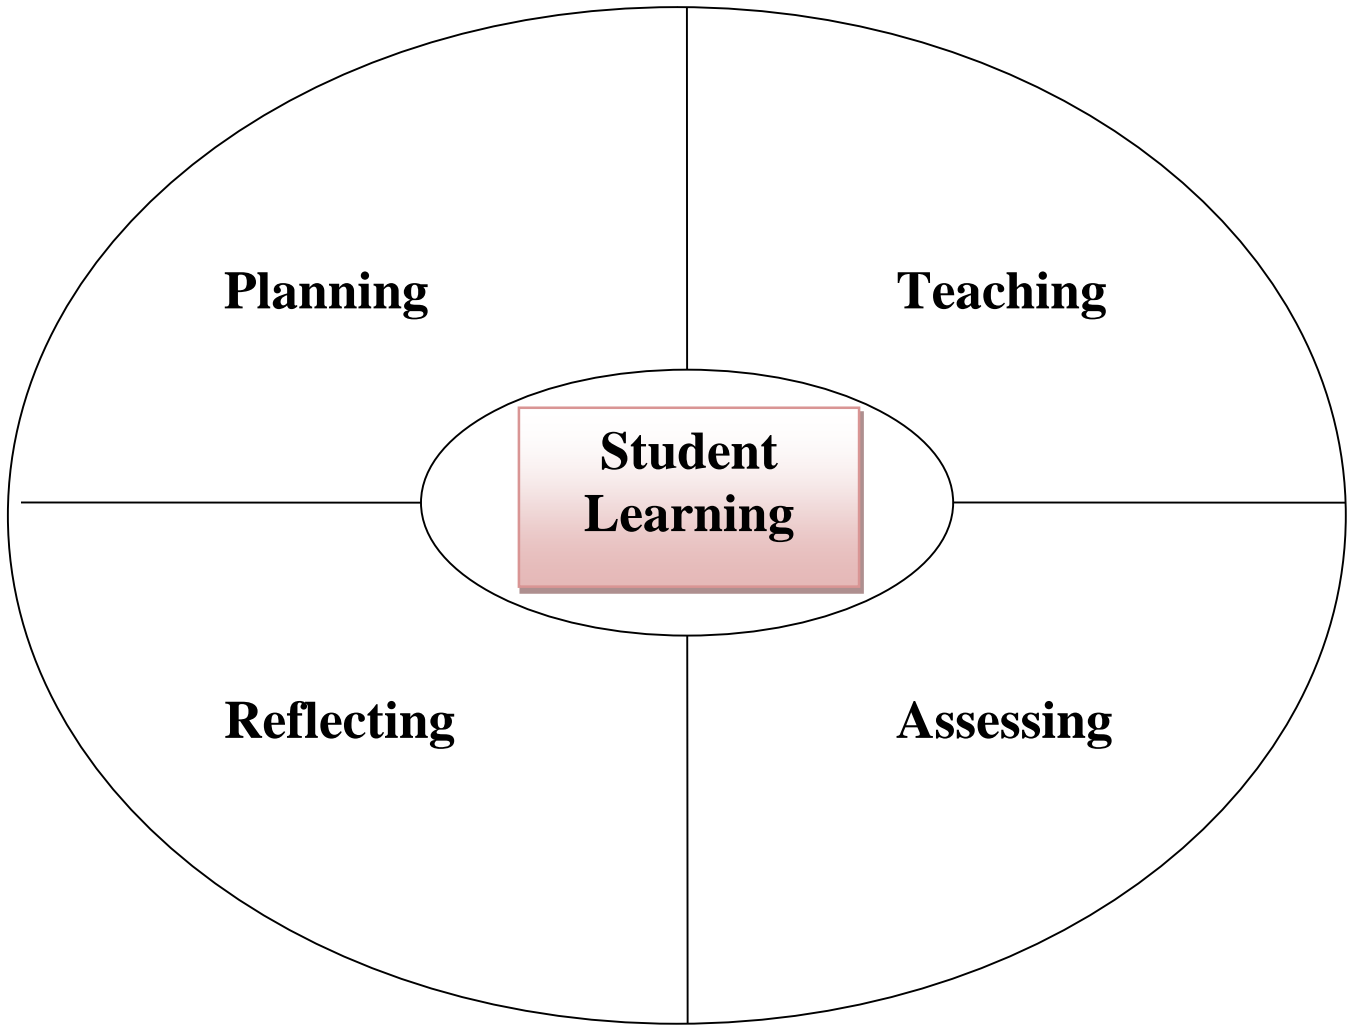 Planning
Teaching
Student
Learning
Reflecting
Assessing